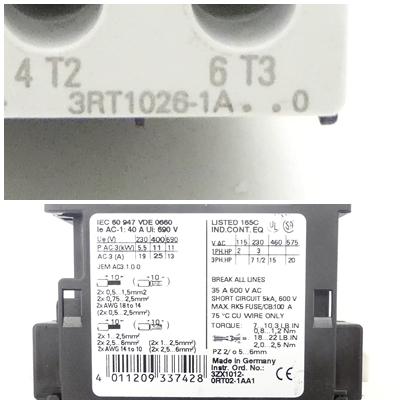 4 T2 6 T3
3RT1026-1A...0
IEC 60 947 VDE 0660
Ie AC-1: 40 A Ui: 690 V
Ue (V) 230 400 690
P AC 3 (kW) 5.5 11 11
AC 3 (A) 19 25 13
JEM AC3.1.0.0
10 10
2x 0,5...1,5mm2
2x 0,75...2,5mm2
2x AWG 18 to 14
(2x 0,5...2,5mm2)
10 10
2x 1...2,5mm2 (2x 1...2,5mm2)
2x 2,5...6mm2 (2x 2,5...6mm2)
2x AWG 14 to 10
4 011209 337428
LISTED 165C
IND.CONT. EQ UL SA
V AC 115 230 460 575
1PH.HP 2 3
3PH.HP 7 1/2 15 20
BREAK ALL LINES
35 A 600 V AC
SHORT CIRCUIT 5kA, 600 V
MAX. RK5 FUSE/CB100 A
75 °C CU WIRE ONLY
TORQUE: 7...10,3 LB.IN
0,8...1,2 Nm
18...22 LB.IN
2,0...2,5 Nm
PZ 2/ o 5...6mm
Made in Germany
Instr. Ord. No.:
3ZX1012-
0RT02-1AA1